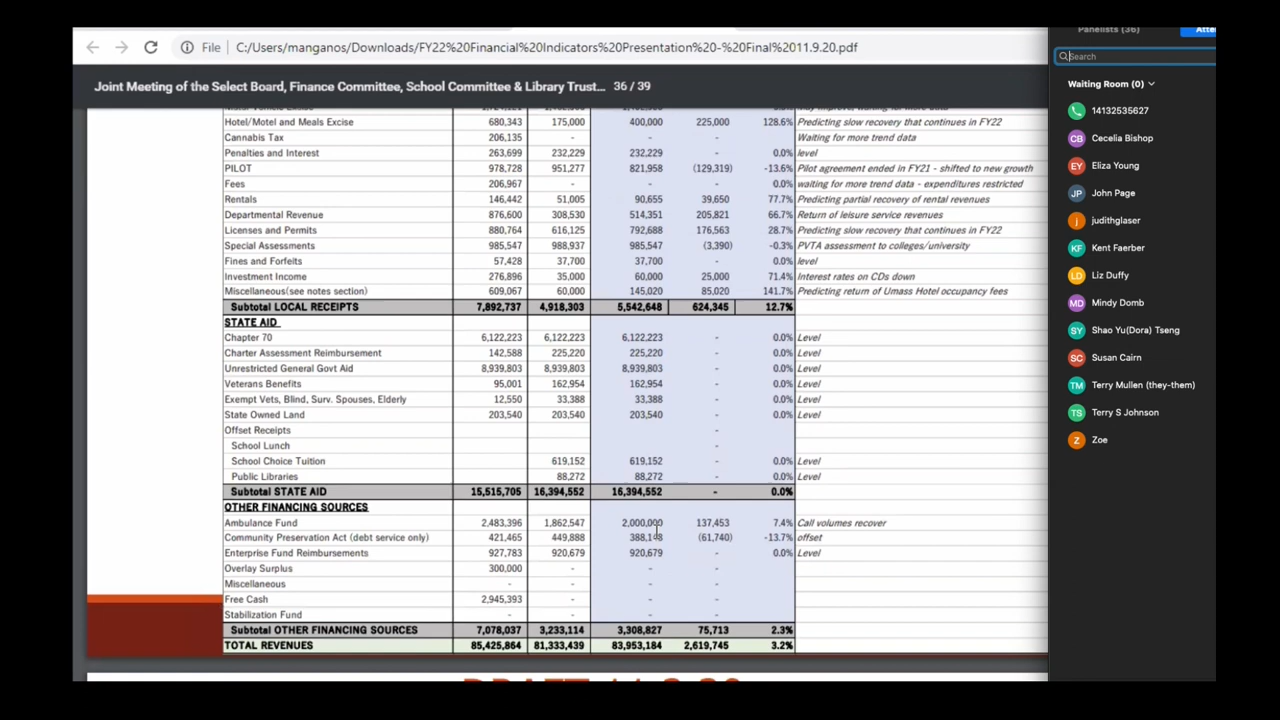 File C:/Users/manganos/Downloads/FY22%20Financial%20Indicators%20Presentation%20-%20Final%2011.9.20.pdf
Joint Meeting of the Select Board, Finance Committee, School Committee & Library Trust... 36 / 39
Hotel/Motel and Meals Excise 680,343 175,000 400,000 225,000 128.6% Predicting slow recovery that continues in FY22
Cannabis Tax 206,135 - - - Waiting for more trend data
Penalties and Interest 263,699 232,229 232,229 - 0.0% level
PILOT 978,728 951,277 821,958 (129,319) -13.6% Pilot agreement ended in FY21 - shifted to new growth
Fees 206,967 - - - 0.0% waiting for more trend data - expenditures restricted
Rentals 146,442 51,005 90,655 39,650 77.7% Predicting partial recovery of rental revenues
Departmental Revenue 876,600 308,530 514,351 205,821 66.7% Return of leisure service revenues
Licenses and Permits 880,764 616,125 792,688 176,563 28.7% Predicting slow recovery that continues in FY22
Special Assessments 985,547 988,937 985,547 (3,390) -0.3% PVTA assessment to colleges/university
Fines and Forfeits 57,428 37,700 37,700 - 0.0% level
Investment Income 276,896 35,000 60,000 25,000 71.4% Interest rates on CDs down
Miscellaneous(see notes section) 609,067 60,000 145,020 85,020 141.7% Predicting return of Umass Hotel occupancy fees
Subtotal LOCAL RECEIPTS 7,892,737 4,918,303 5,542,648 624,345 12.7%
STATE AID
Chapter 70 6,122,223 6,122,223 6,122,223 - 0.0% Level
Charter Assessment Reimbursement 142,588 225,220 225,220 - 0.0% Level
Unrestricted General Govt Aid 8,939,803 8,939,803 8,939,803 - 0.0% Level
Veterans Benefits 95,001 162,954 162,954 - 0.0% Level
Exempt Vets, Blind, Surv. Spouses, Elderly 12,550 33,388 33,388 - 0.0% Level
State Owned Land 203,540 203,540 203,540 - 0.0% Level
Offset Receipts -
School Lunch -
School Choice Tuition 619,152 619,152 - 0.0% Level
Public Libraries 88,272 88,272 - 0.0% Level
Subtotal STATE AID 15,515,705 16,394,552 16,394,552 - 0.0%
OTHER FINANCING SOURCES
Ambulance Fund 2,483,396 1,862,547 2,000,000 137,453 7.4% Call volumes recover
Community Preservation Act (debt service only) 421,465 449,888 388,148 (61,740) -13.7% offset
Enterprise Fund Reimbursements 927,783 920,679 920,679 - 0.0% Level
Overlay Surplus 300,000 - - -
Miscellaneous - - - -
Free Cash 2,945,393 - - -
Stabilization Fund - - - -
Subtotal OTHER FINANCING SOURCES 7,078,037 3,233,114 3,308,827 75,713 2.3%
TOTAL REVENUES 85,425,864 81,333,439 83,953,184 2,619,745 3.2%
Panelists (36)
Search
Waiting Room (0)
14132535627
CB Cecelia Bishop
EY Eliza Young
JP John Page
j judithglaser
KF Kent Faerber
LD Liz Duffy
MD Mindy Domb
SY Shao Yu(Dora) Tseng
SC Susan Cairn
TM Terry Mullen (they-them)
TS Terry S Johnson
Z Zoe